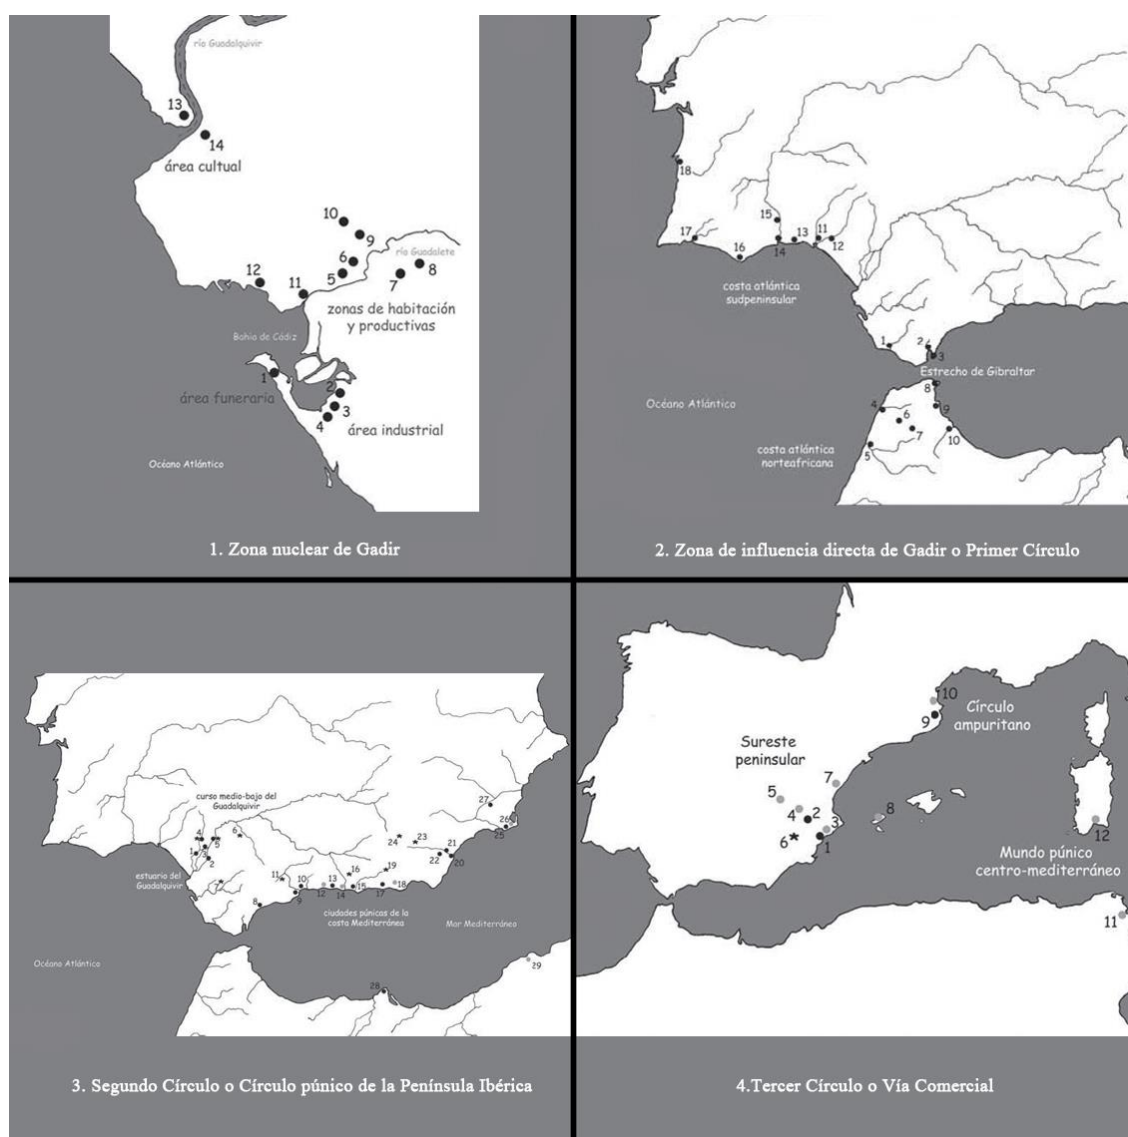 río Guadalquivir
13
14
área cultual
10
9
río Guadalete
6
8
5
7
12
11
zonas de habitación
y productivas
Bahía de Cádiz
1
2
área funeraria
3
4
área industrial
Océano Atlántico
1. Zona nuclear de Gadir
18
15
17
13
11
16
14
12
costa atlántica
sudpeninsular
1
2
3
Estrecho de Gibraltar
8
Océano Atlántico
4
9
6
7
10
costa atlántica
norteafricana
5
2. Zona de influencia directa de Gadir o Primer Círculo
curso medio-bajo del
Guadalquivir
27
26
25
4
6
5
24
23
1
3
2
21
22
20
estuario del
Guadalquivir
7
11
10
16
19
13
8
9
12
14
15
17
18
ciudades púnicas de la
costa Mediterránea
Mar Mediterráneo
Océano Atlántico
29
28
3. Segundo Círculo o Círculo púnico de la Península Ibérica
10
Círculo
ampuritano
9
Sureste
peninsular
7
5
4
2
8
3
6
1
12
Mundo púnico
centro-mediterráneo
11
4.Tercer Círculo o Vía Comercial